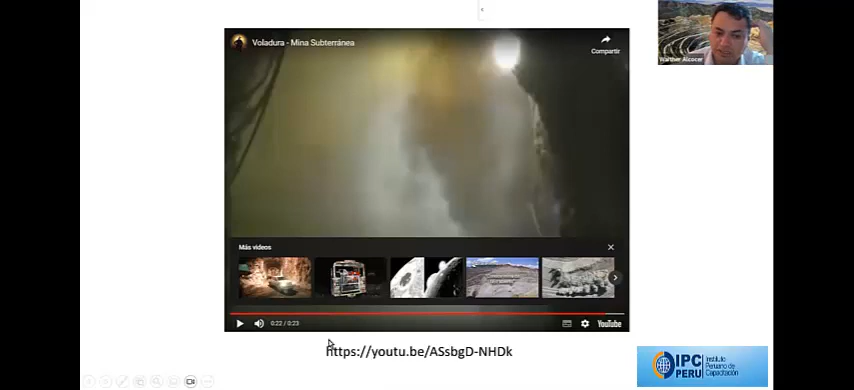 Voladura - Mina Subterránea
Compartir
Walther Alcocer
Más videos
0:22 / 0:23
YouTube
https://youtu.be/ASsbgD-NHDk
IPC
PERU
Instituto
Peruano de
Capacitación